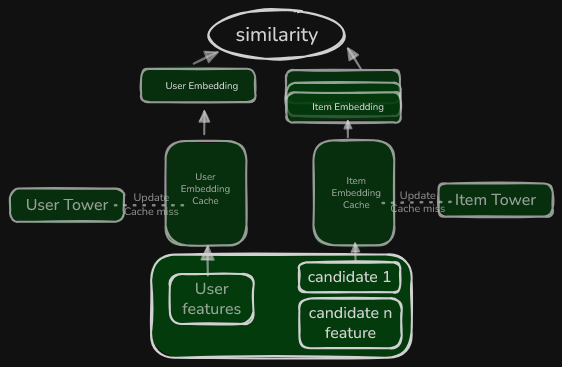 similarity
User Embedding
Item Embedding
User
Embedding
Cache
Item
Embedding
Cache
User Tower
Update
Cache miss
Update
Cache miss
Item Tower
User
features
candidate 1
candidate n
feature